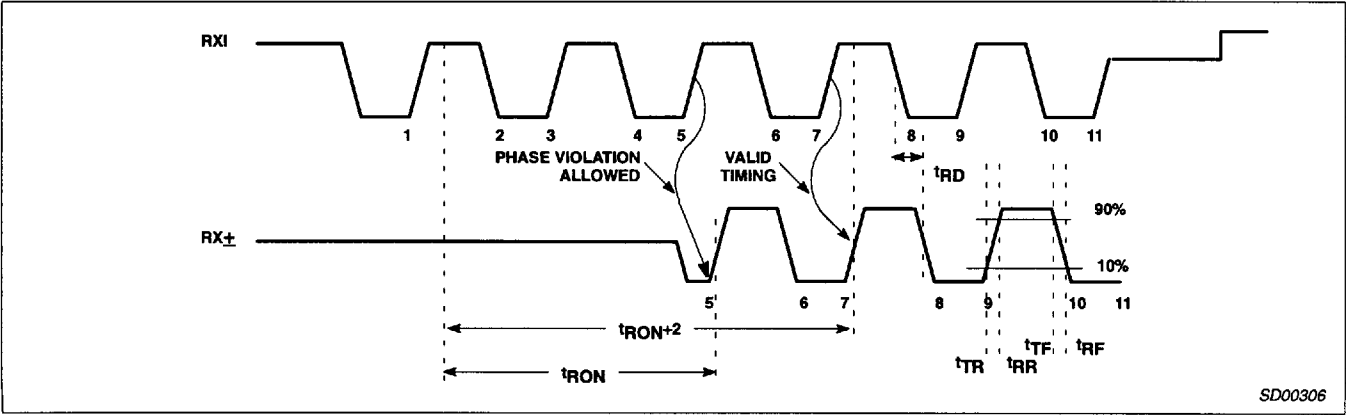 RXI
1 2 3 4 5 6 7 8 9 10 11
PHASE VIOLATION
ALLOWED
VALID
TIMING
tRD
90%
RX±
10%
5 6 7 8 9 10 11
tRON+2
tTF tRF
tTR tRR
tRON
SD00306